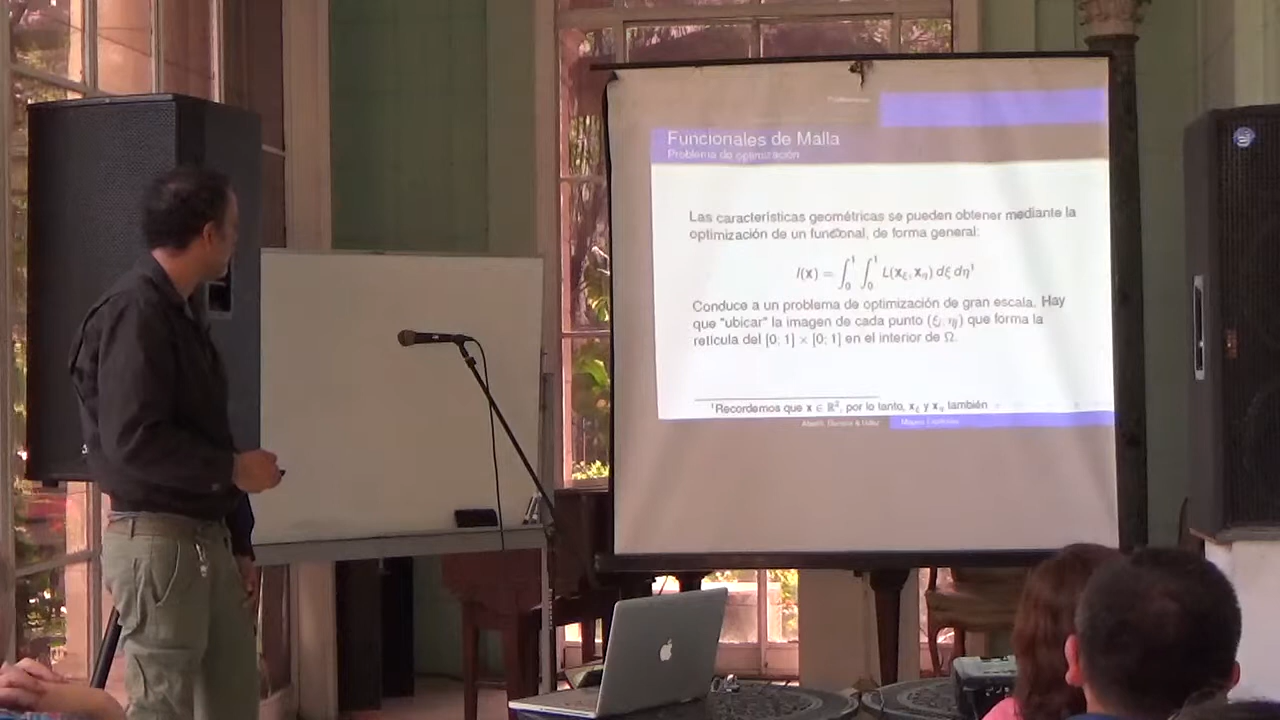 Funcionales de Malla
Problema de optimización
Las características geométricas se pueden obtener mediante la
optimización de un funcional, de forma general:
I(x) = ∫₀¹ ∫₀¹ L(x_ξ, x_η) dξ dη¹
Conduce a un problema de optimización de gran escala. Hay
que "ubicar" la imagen de cada punto (ξᵢ, ηⱼ) que forma la
retícula del [0; 1] × [0; 1] en el interior de Ω.
¹Recordemos que x ∈ ℝ², por lo tanto, x_ξ y x_η también